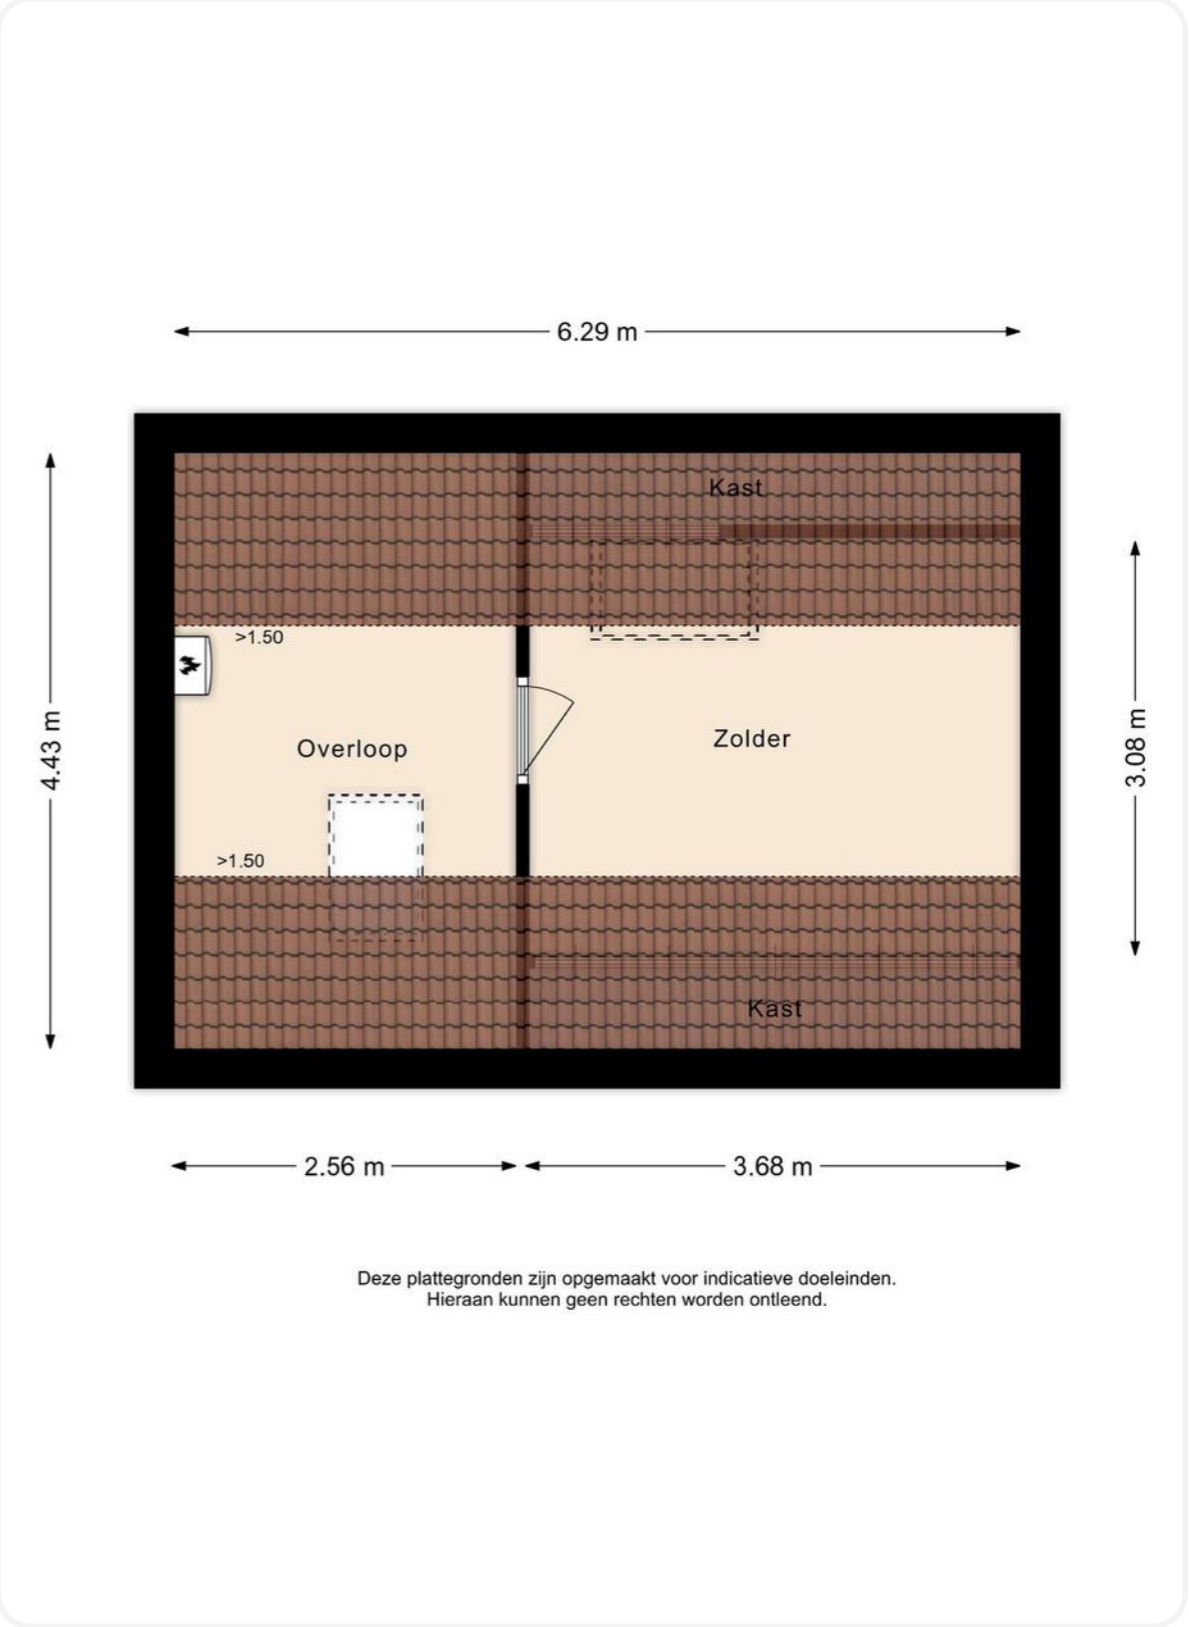 6.29 m
Kast
>1.50
4.43 m
Overloop
Zolder
3.08 m
>1.50
Kast
2.56 m
3.68 m
Deze plattegronden zijn opgemaakt voor indicatieve doeleinden.
Hieraan kunnen geen rechten worden ontleend.